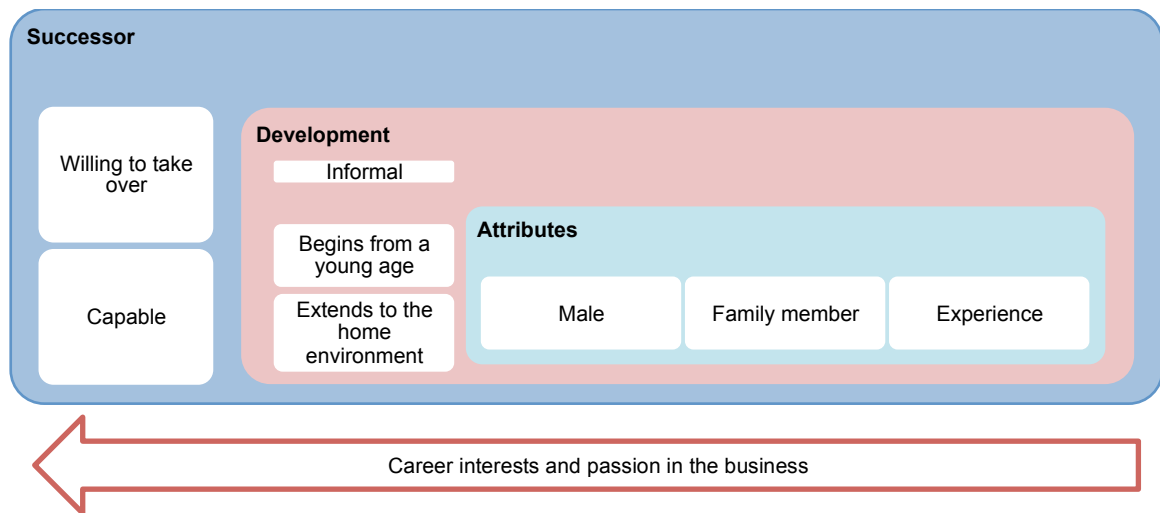 Successor
Willing to take
over
Capable
Development
Informal
Begins from a
young age
Extends to the
home
environment
Attributes
Male
Family member
Experience
Career interests and passion in the business